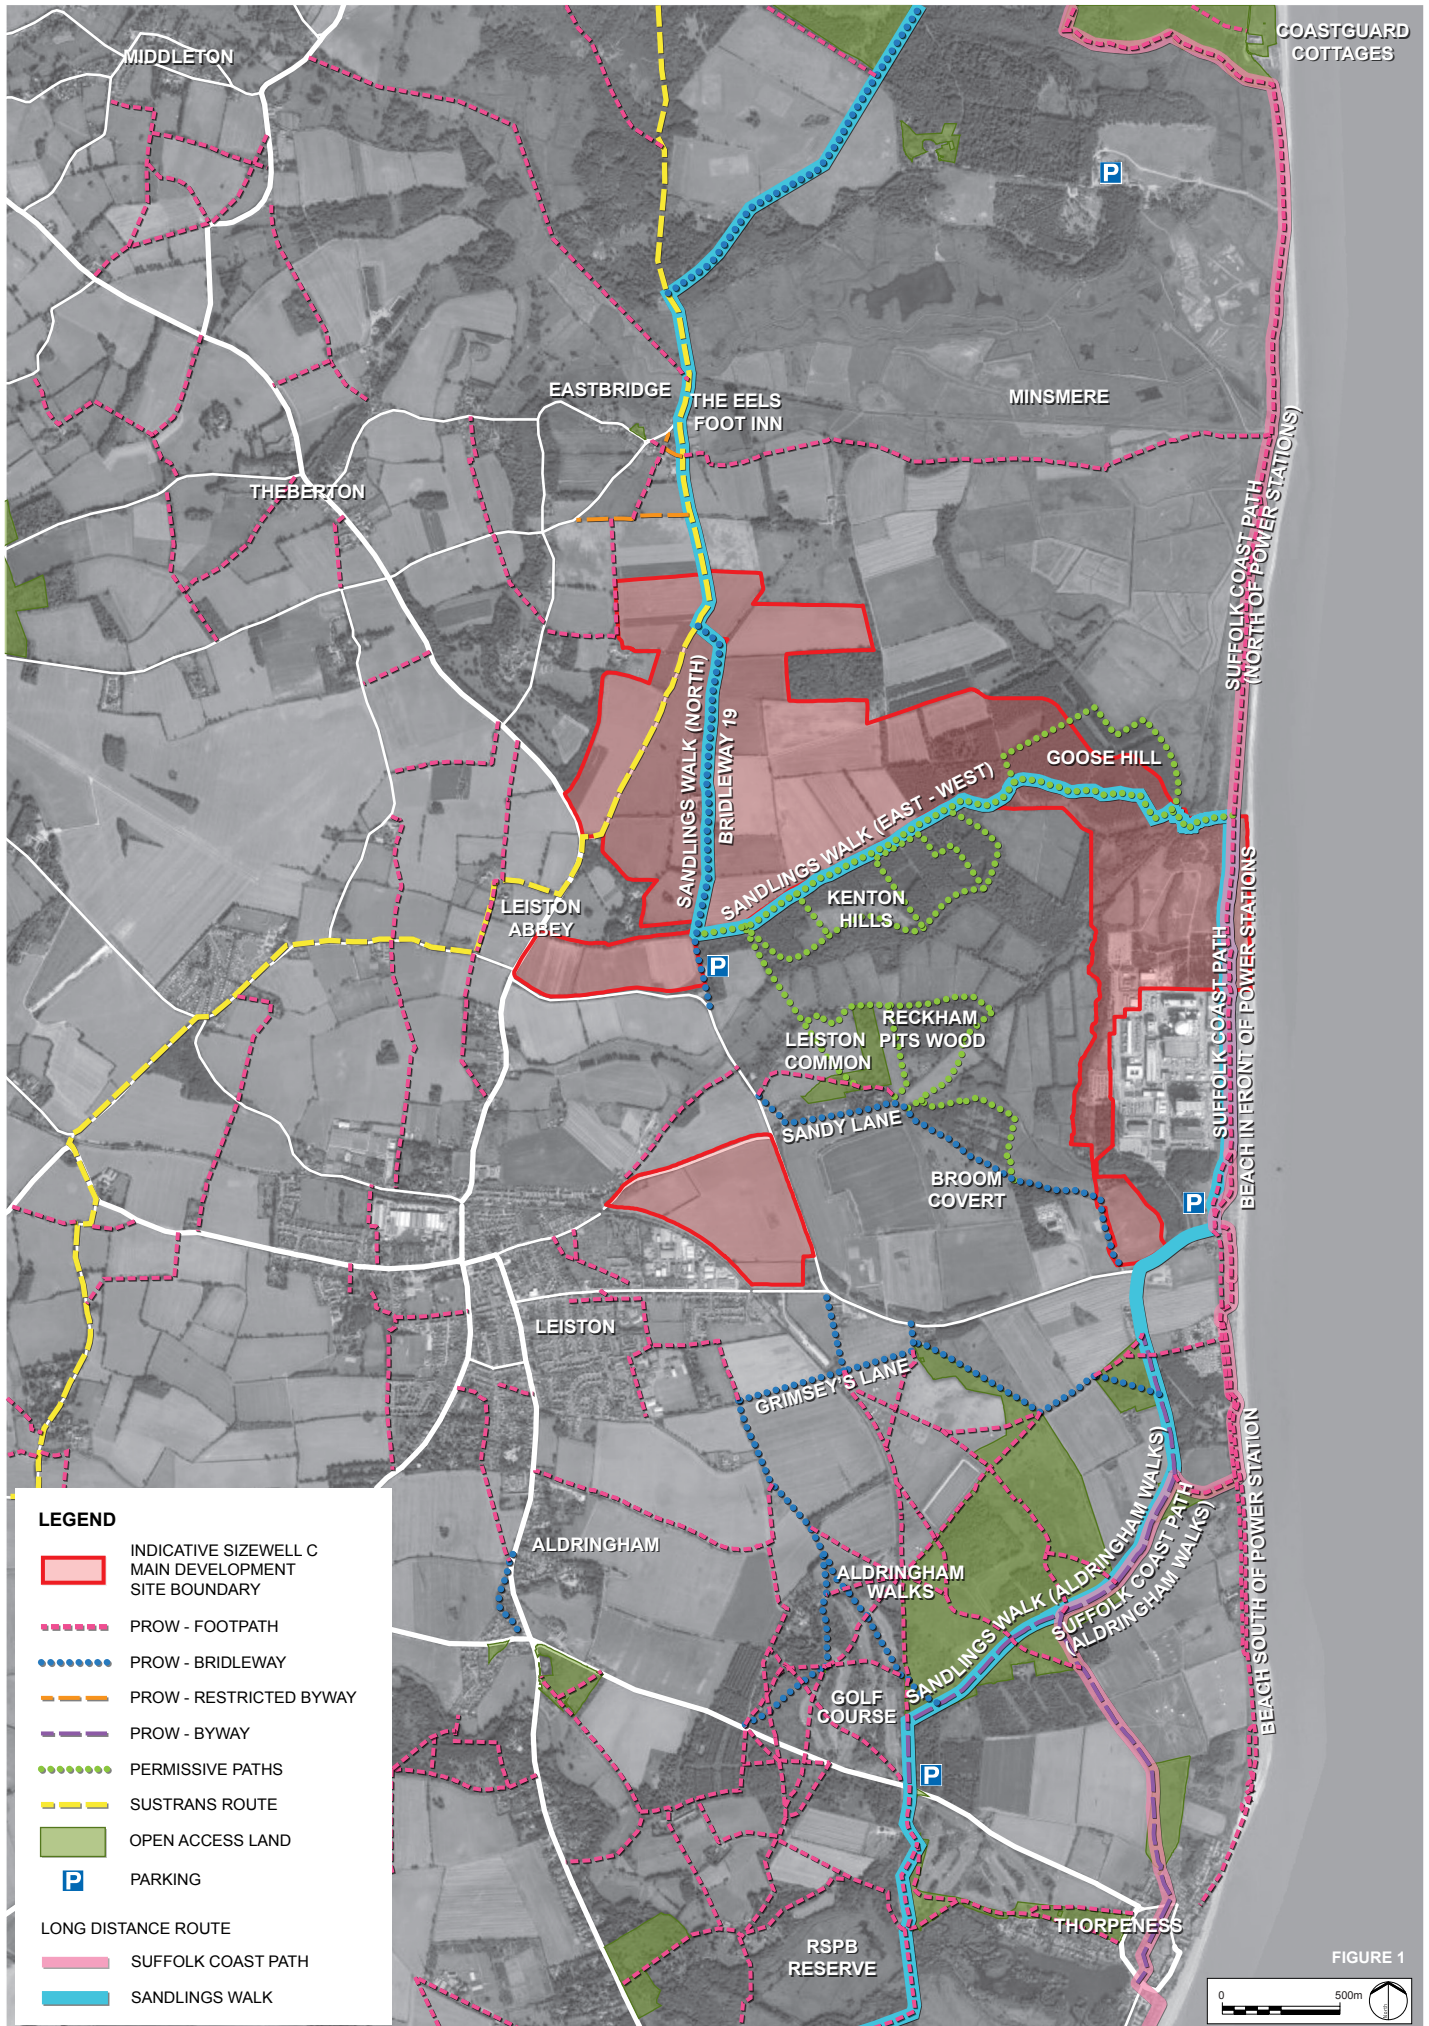 MIDDLETON
COASTGUARD
COTTAGES
P
EASTBRIDGE
THE EELS
FOOT INN
MINSMERE
THEBERTON
SUFFOLK COAST PATH
(NORTH OF POWER STATIONS)
SANDLINGS WALK (NORTH)
BRIDLEWAY 19
GOOSE HILL
SANDLINGS WALK (EAST - WEST)
KENTON
HILLS
LEISTON
ABBEY
P
SUFFOLK COAST PATH
BEACH IN FRONT OF POWER STATIONS
RECKHAM
PITS WOOD
LEISTON
COMMON
SANDY LANE
BROOM
COVERT
P
LEISTON
GRIMSEY'S LANE
ALDRINGHAM
ALDRINGHAM
WALKS
SANDLINGS WALK (ALDRINGHAM WALKS)
SUFFOLK COAST PATH
(ALDRINGHAM WALKS)
BEACH SOUTH OF POWER STATION
GOLF
COURSE
P
THORPENESS
RSPB
RESERVE
LEGEND
INDICATIVE SIZEWELL C
MAIN DEVELOPMENT
SITE BOUNDARY
PROW - FOOTPATH
PROW - BRIDLEWAY
PROW - RESTRICTED BYWAY
PROW - BYWAY
PERMISSIVE PATHS
SUSTRANS ROUTE
OPEN ACCESS LAND
P PARKING
LONG DISTANCE ROUTE
SUFFOLK COAST PATH
SANDLINGS WALK
FIGURE 1
0 500m
North